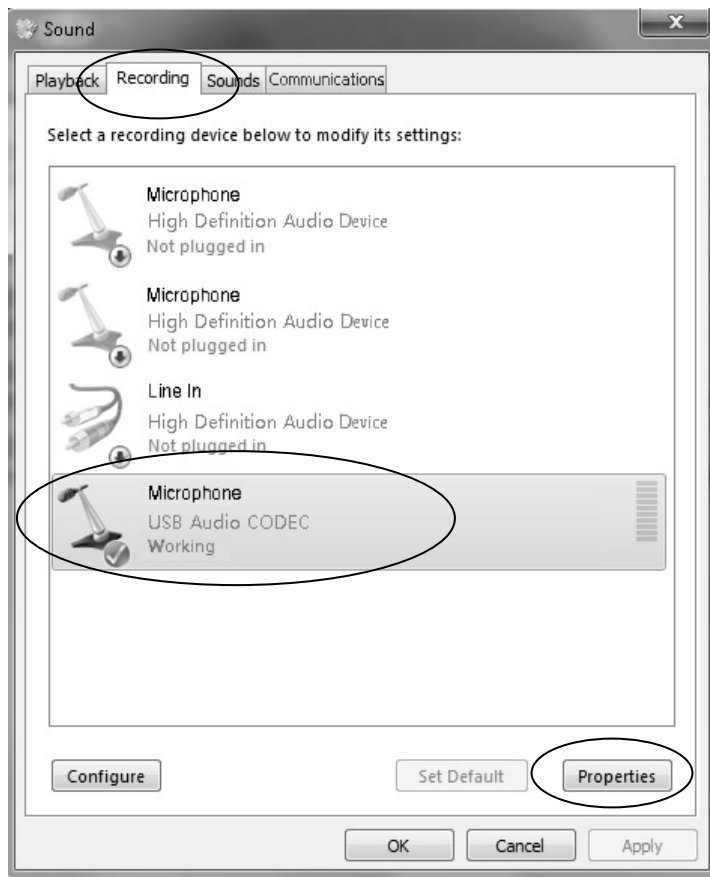 Sound
Playback Recording Sounds Communications
Select a recording device below to modify its settings:
Microphone
High Definition Audio Device
Not plugged in
Microphone
High Definition Audio Device
Not plugged in
Line In
High Definition Audio Device
Not plugged in
Microphone
USB Audio CODEC
Working
Configure Set Default Properties
OK Cancel Apply